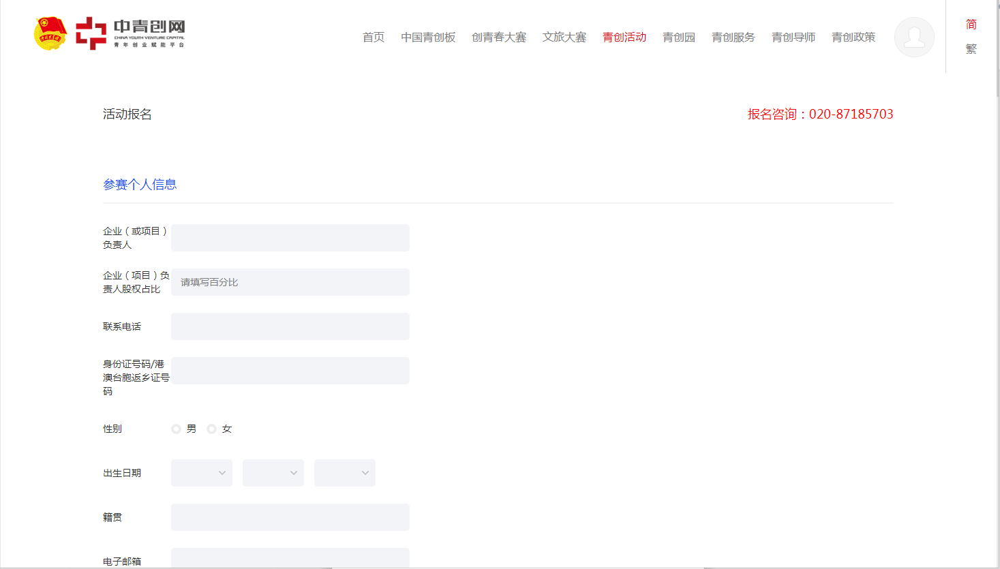 中青创网
CHINA YOUTH VENTURE CAPITAL
青年创业赋能平台
首页 中国青创板 创青春大赛 文旅大赛 青创活动 青创园 青创服务 青创导师 青创政策
简
繁
活动报名
报名咨询：020-87185703
参赛个人信息
企业（或项目）
负责人
企业（项目）负
责人股权占比
请填写百分比
联系电话
身份证号码/港
澳台胞返乡证号
码
性别 男 女
出生日期
籍贯
电子邮箱